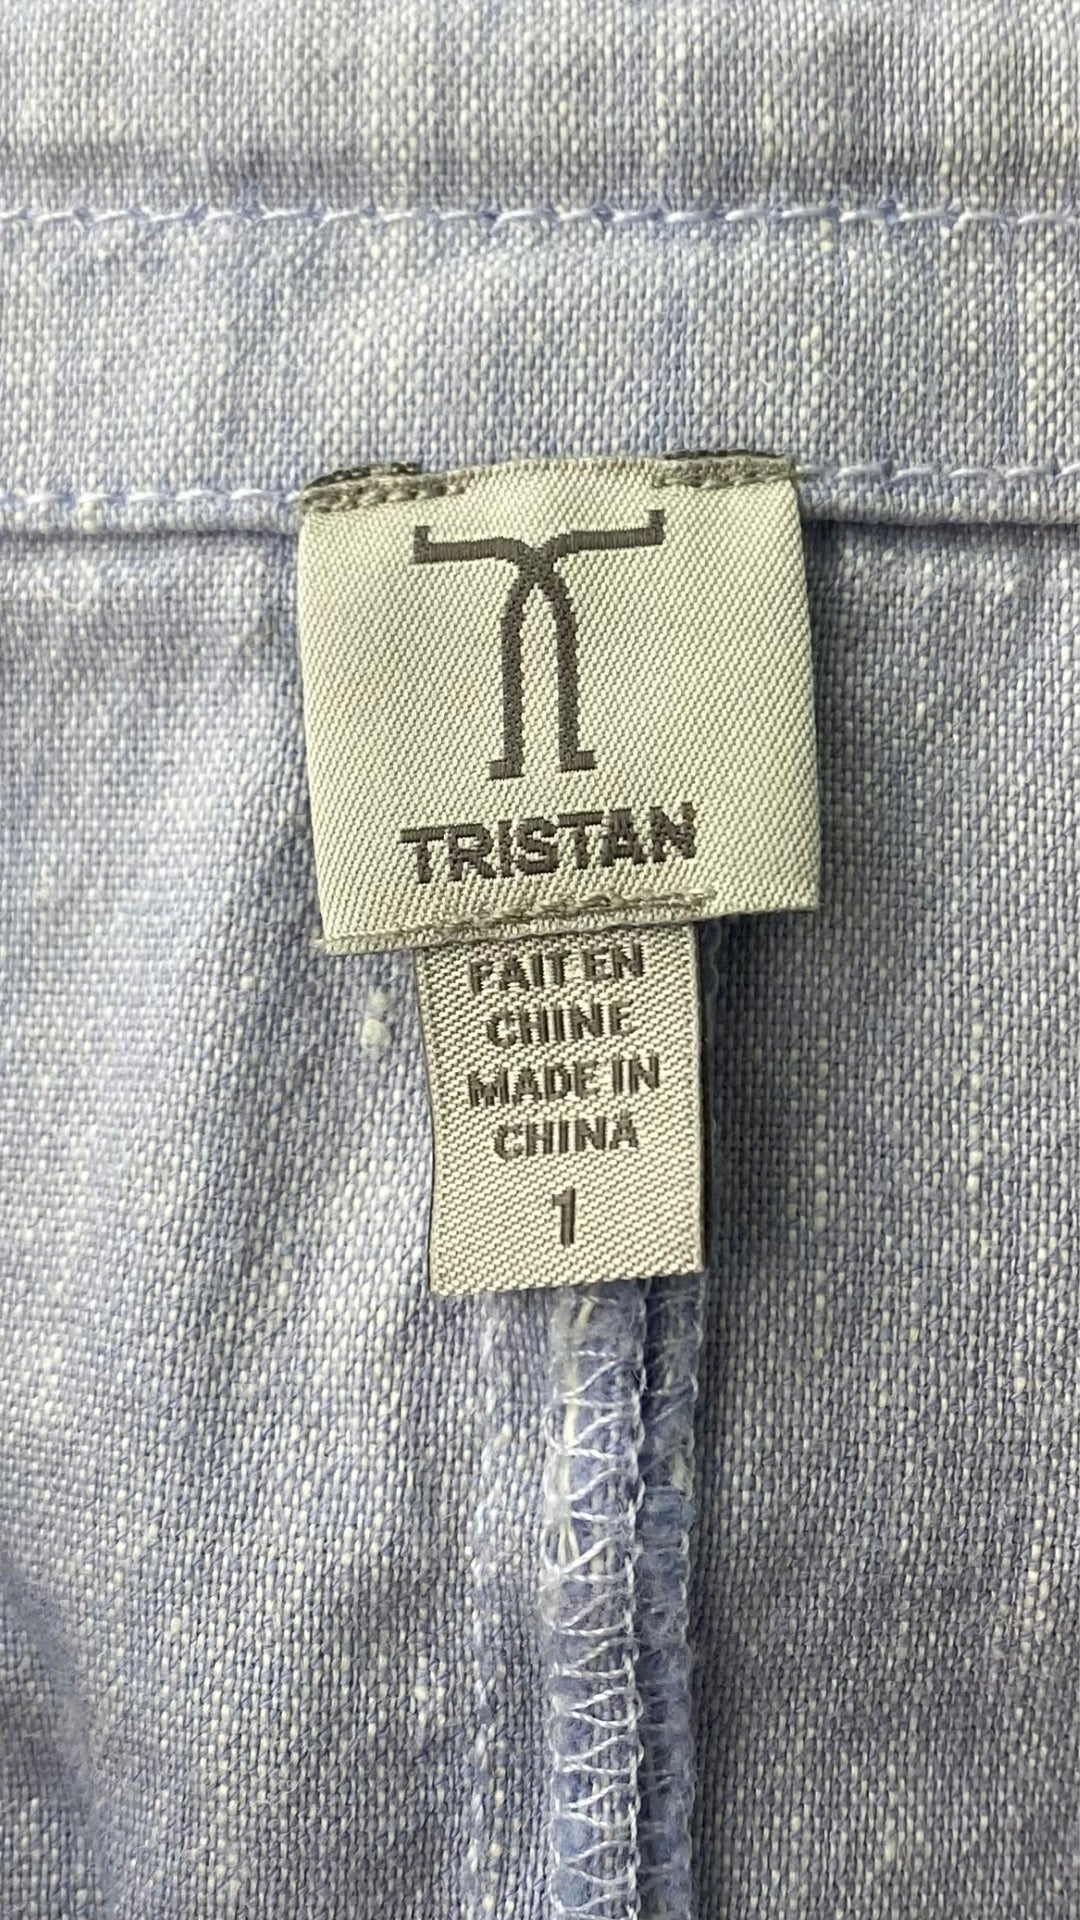 TRISTAN
FAIT EN
CHINE
MADE IN
CHINA
1